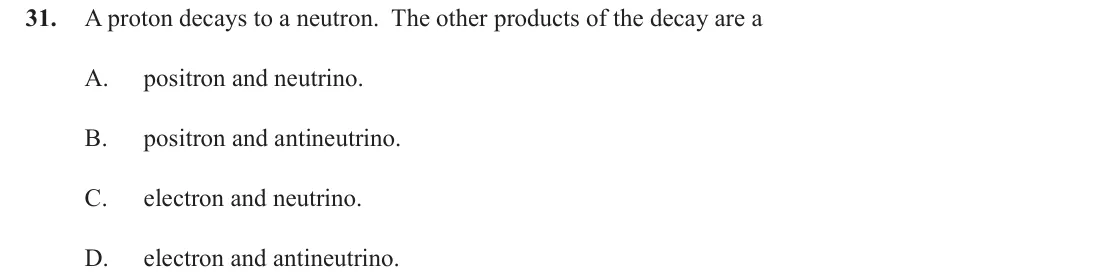 31. A proton decays to a neutron. The other products of the decay are a
A. positron and neutrino.
B. positron and antineutrino.
C. electron and neutrino.
D. electron and antineutrino.